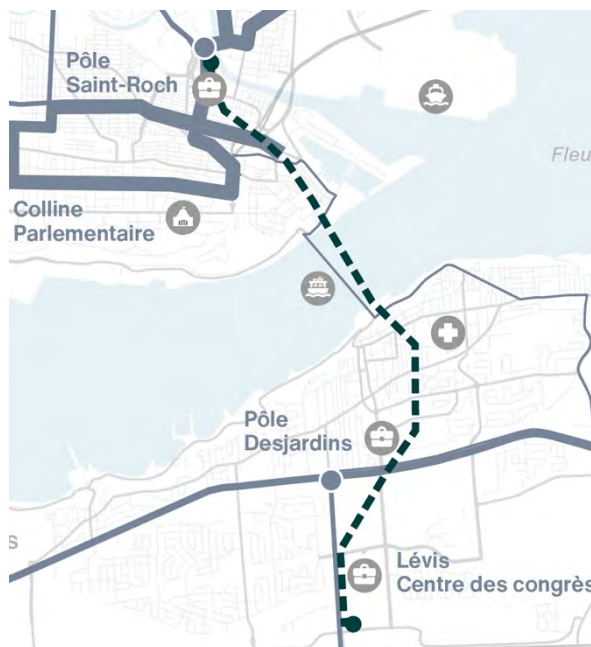 Pôle
Saint-Roch
Fleu
Colline
Parlementaire
Pôle
Desjardins
s
Lévis
Centre des congrès